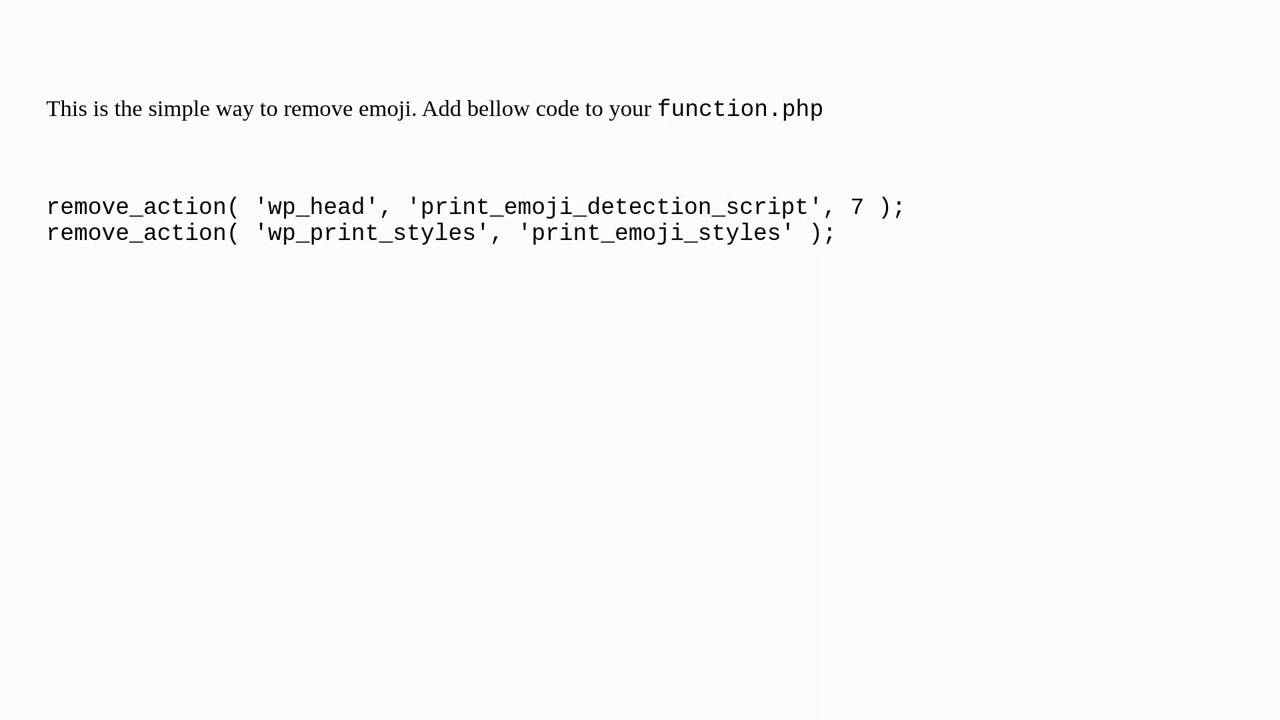 This is the simple way to remove emoji. Add bellow code to your function.php
remove_action( 'wp_head', 'print_emoji_detection_script', 7 );
remove_action( 'wp_print_styles', 'print_emoji_styles' );